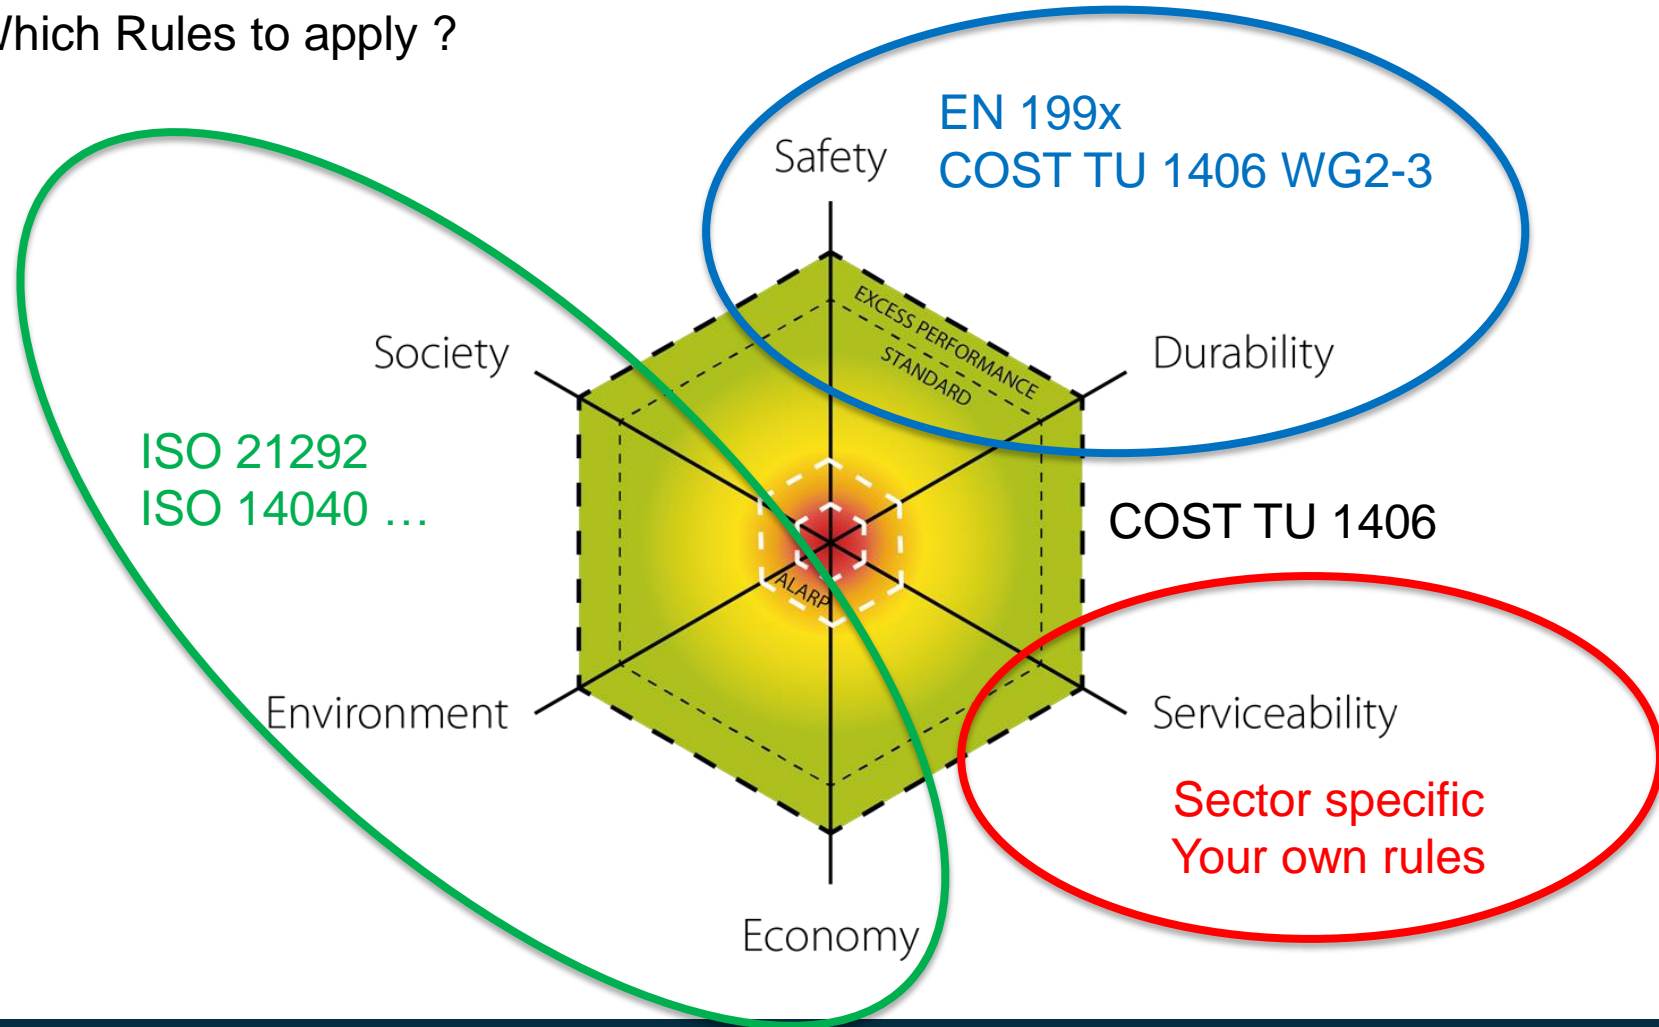 Which Rules to apply ?
EN 199x
COST TU 1406 WG2-3
Safety
EXCESS PERFORMANCE
STANDARD
Society
Durability
ISO 21292
ISO 14040 …
COST TU 1406
ALARP
Environment
Serviceability
Sector specific
Your own rules
Economy